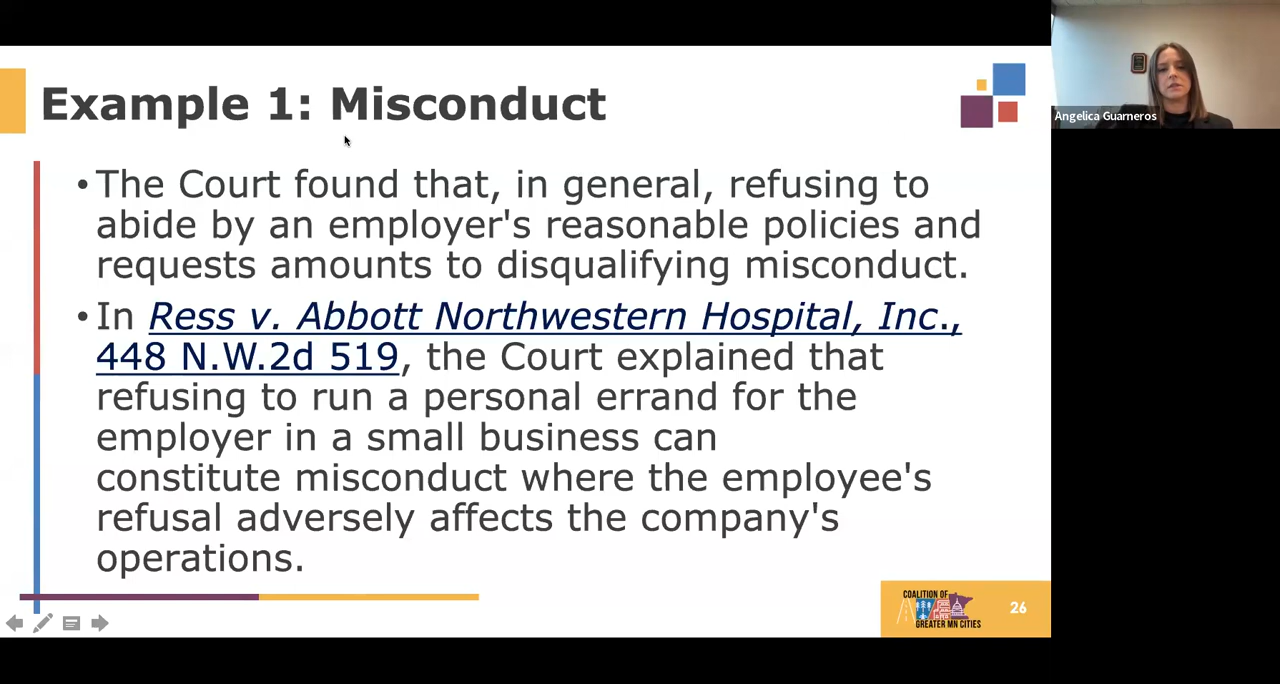 Example 1: Misconduct
Angelica Guarneros
•The Court found that, in general, refusing to
abide by an employer's reasonable policies and
requests amounts to disqualifying misconduct.
•In Ress v. Abbott Northwestern Hospital, Inc.,
448 N.W.2d 519, the Court explained that
refusing to run a personal errand for the
employer in a small business can
constitute misconduct where the employee's
refusal adversely affects the company's
operations.
COALITION OF
GREATER MN CITIES
26